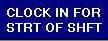 CLOCK IN FOR
STRT OF SHFT